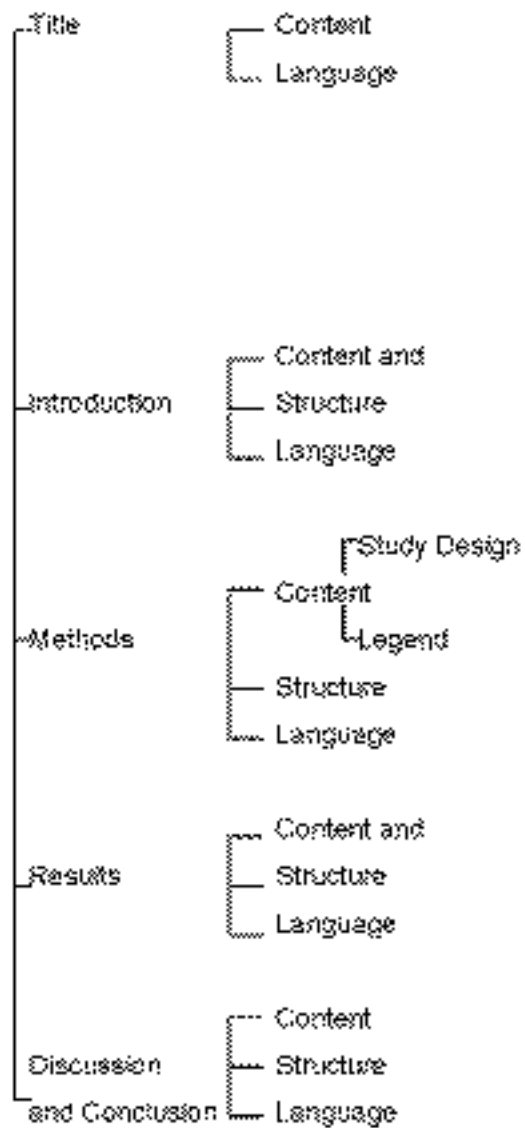 Title
Content
Language
Content and
Introduction
Structure
Language
Study Design
Content
Methods
Legend
Structure
Language
Content and
Results
Structure
Language
Content
Discussion
Structure
and Conclusion
Language